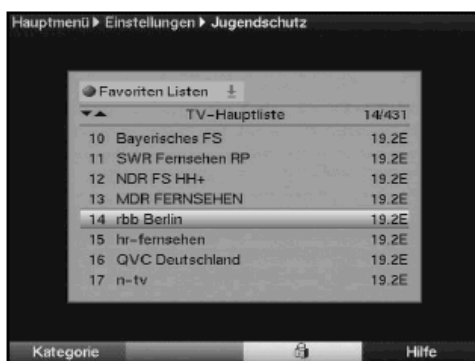 Hauptmenü▶ Einstellungen▶ Jugendschutz
Favoriten Listen
TV-Hauptliste 14/431
10 Bayerisches FS 19.2E
11 SWR Fernsehen RP 19.2E
12 NDR FS HH+ 19.2E
13 MDR FERNSEHEN 19.2E
14 rbb Berlin 19.2E
15 hr-fernsehen 19.2E
16 QVC Deutschland 19.2E
17 n-tv 19.2E
Kategorie Hilfe